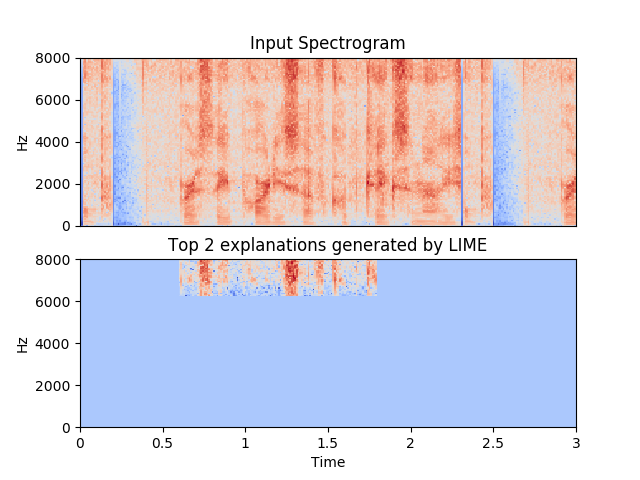 Input Spectrogram
8000
6000
4000
2000
0
Hz
Top 2 explanations generated by LIME
8000
6000
4000
2000
0
Hz
0 0.5 1 1.5 2 2.5 3
Time